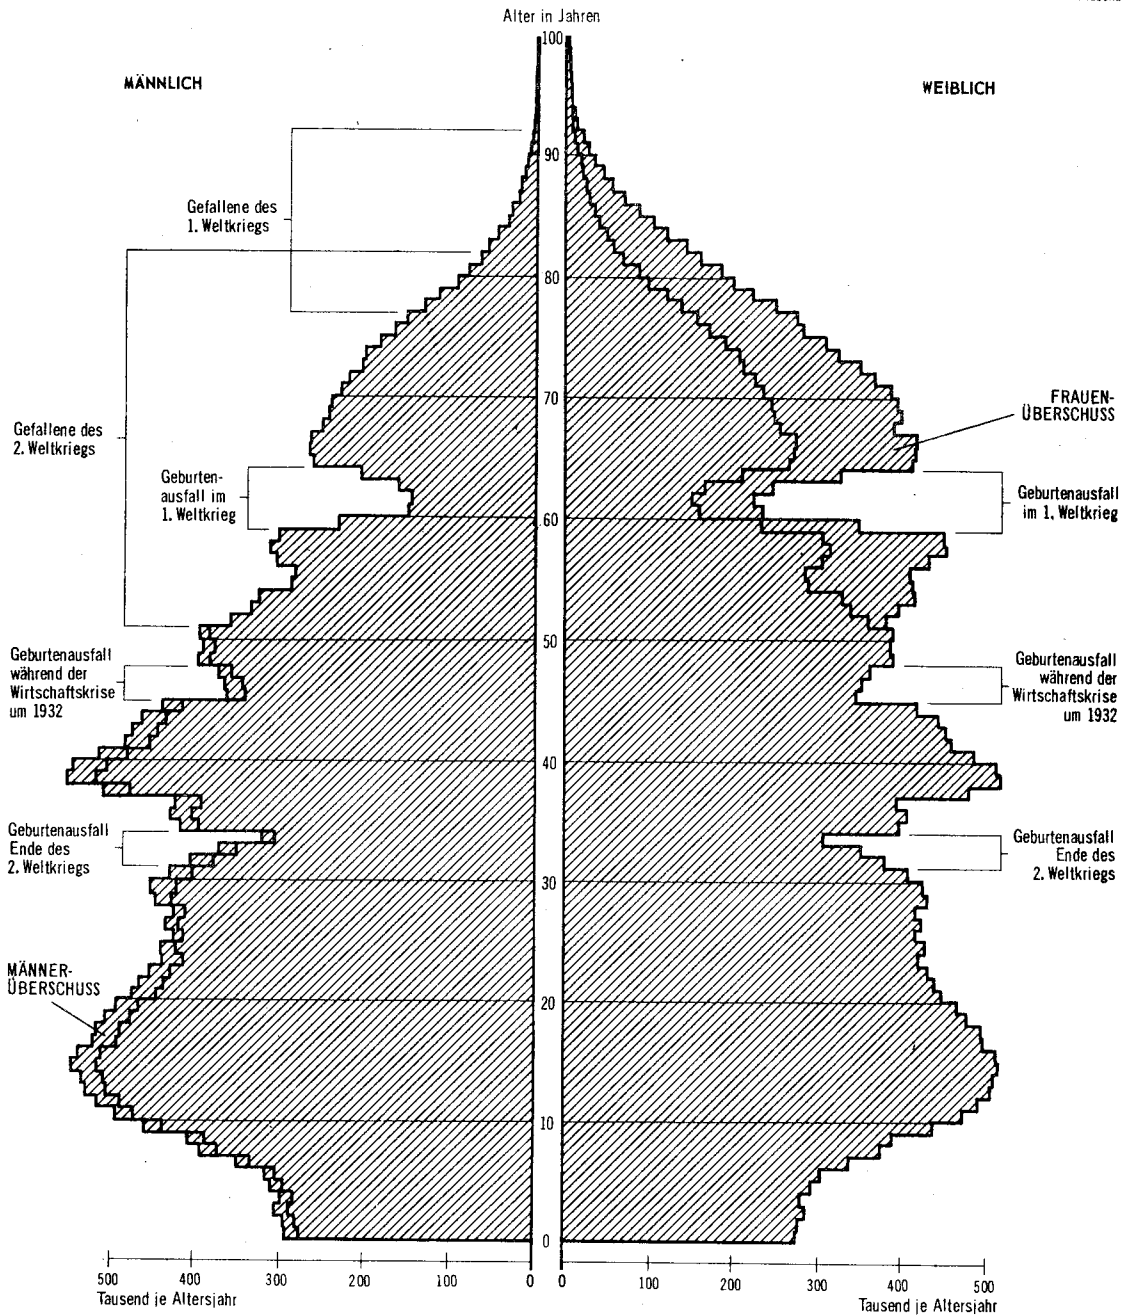 Alter in Jahren
MÄNNLICH
WEIBLICH
100
90
80
70
60
50
40
30
20
10
0
Gefallene des
1. Weltkriegs
Gefallene des
2. Weltkriegs
Geburten-
ausfall im
1. Weltkrieg
Geburtenausfall
während der
Wirtschaftskrise
um 1932
Geburtenausfall
Ende des
2. Weltkriegs
MÄNNER-
ÜBERSCHUSS
FRAUEN-
ÜBERSCHUSS
Geburtenausfall
im 1. Weltkrieg
Geburtenausfall
während der
Wirtschaftskrise
um 1932
Geburtenausfall
Ende des
2. Weltkriegs
500 400 300 200 100 0
0 100 200 300 400 500
Tausend je Altersjahr
Tausend je Altersjahr